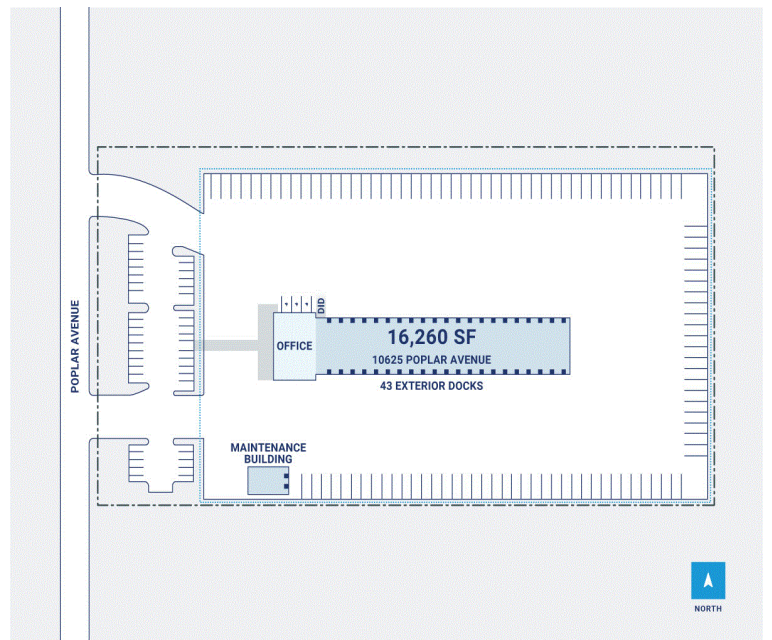 POPLAR AVENUE
DID
OFFICE
16,260 SF
10625 POPLAR AVENUE
43 EXTERIOR DOCKS
MAINTENANCE
BUILDING
NORTH